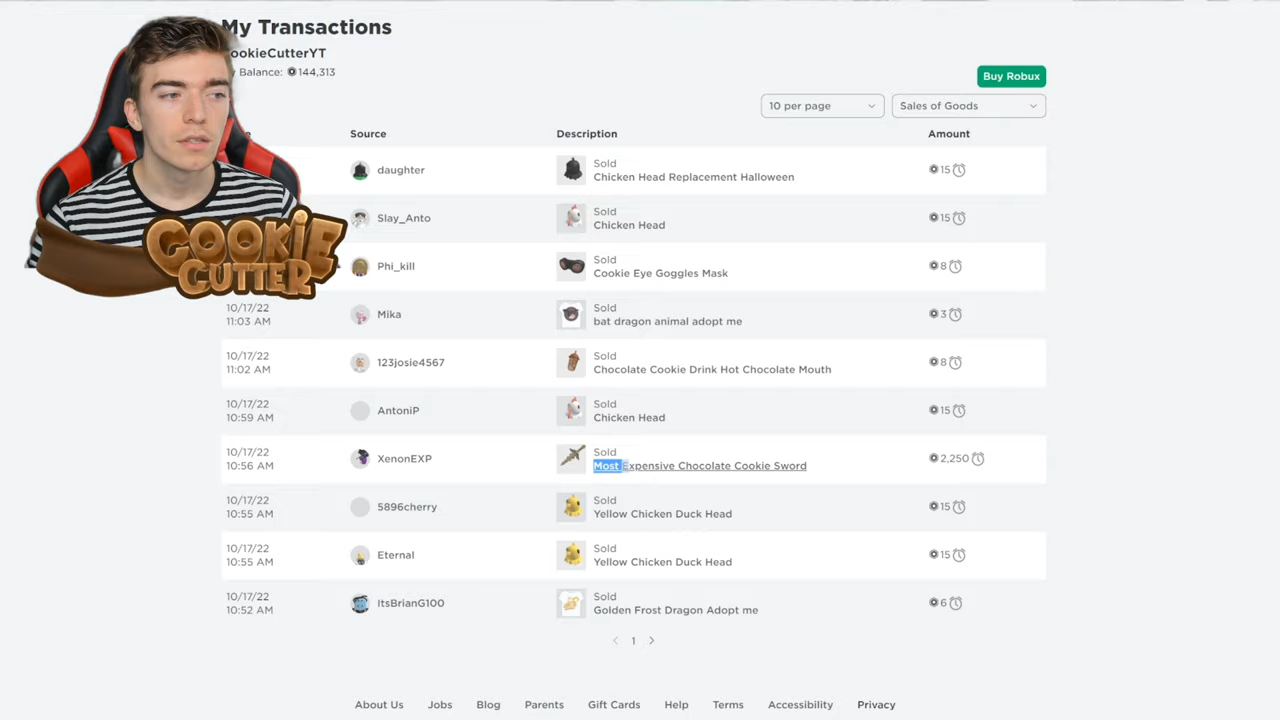 My Transactions
ookieCutterYT
Balance: 144,313
Buy Robux
10 per page
Sales of Goods
Source
Description
Amount
daughter
Sold
Chicken Head Replacement Halloween
15
Slay_Anto
Sold
Chicken Head
15
Phi_kill
Sold
Cookie Eye Goggles Mask
8
COOKIE
CUTTER
10/17/22
11:03 AM
Mika
Sold
bat dragon animal adopt me
3
10/17/22
11:02 AM
123josie4567
Sold
Chocolate Cookie Drink Hot Chocolate Mouth
8
10/17/22
10:59 AM
AntoniP
Sold
Chicken Head
15
10/17/22
10:56 AM
XenonEXP
Sold
Most Expensive Chocolate Cookie Sword
2,250
10/17/22
10:55 AM
5896cherry
Sold
Yellow Chicken Duck Head
15
10/17/22
10:55 AM
Eternal
Sold
Yellow Chicken Duck Head
15
10/17/22
10:52 AM
ItsBrianG100
Sold
Golden Frost Dragon Adopt me
6
1
About Us Jobs Blog Parents Gift Cards Help Terms Accessibility Privacy